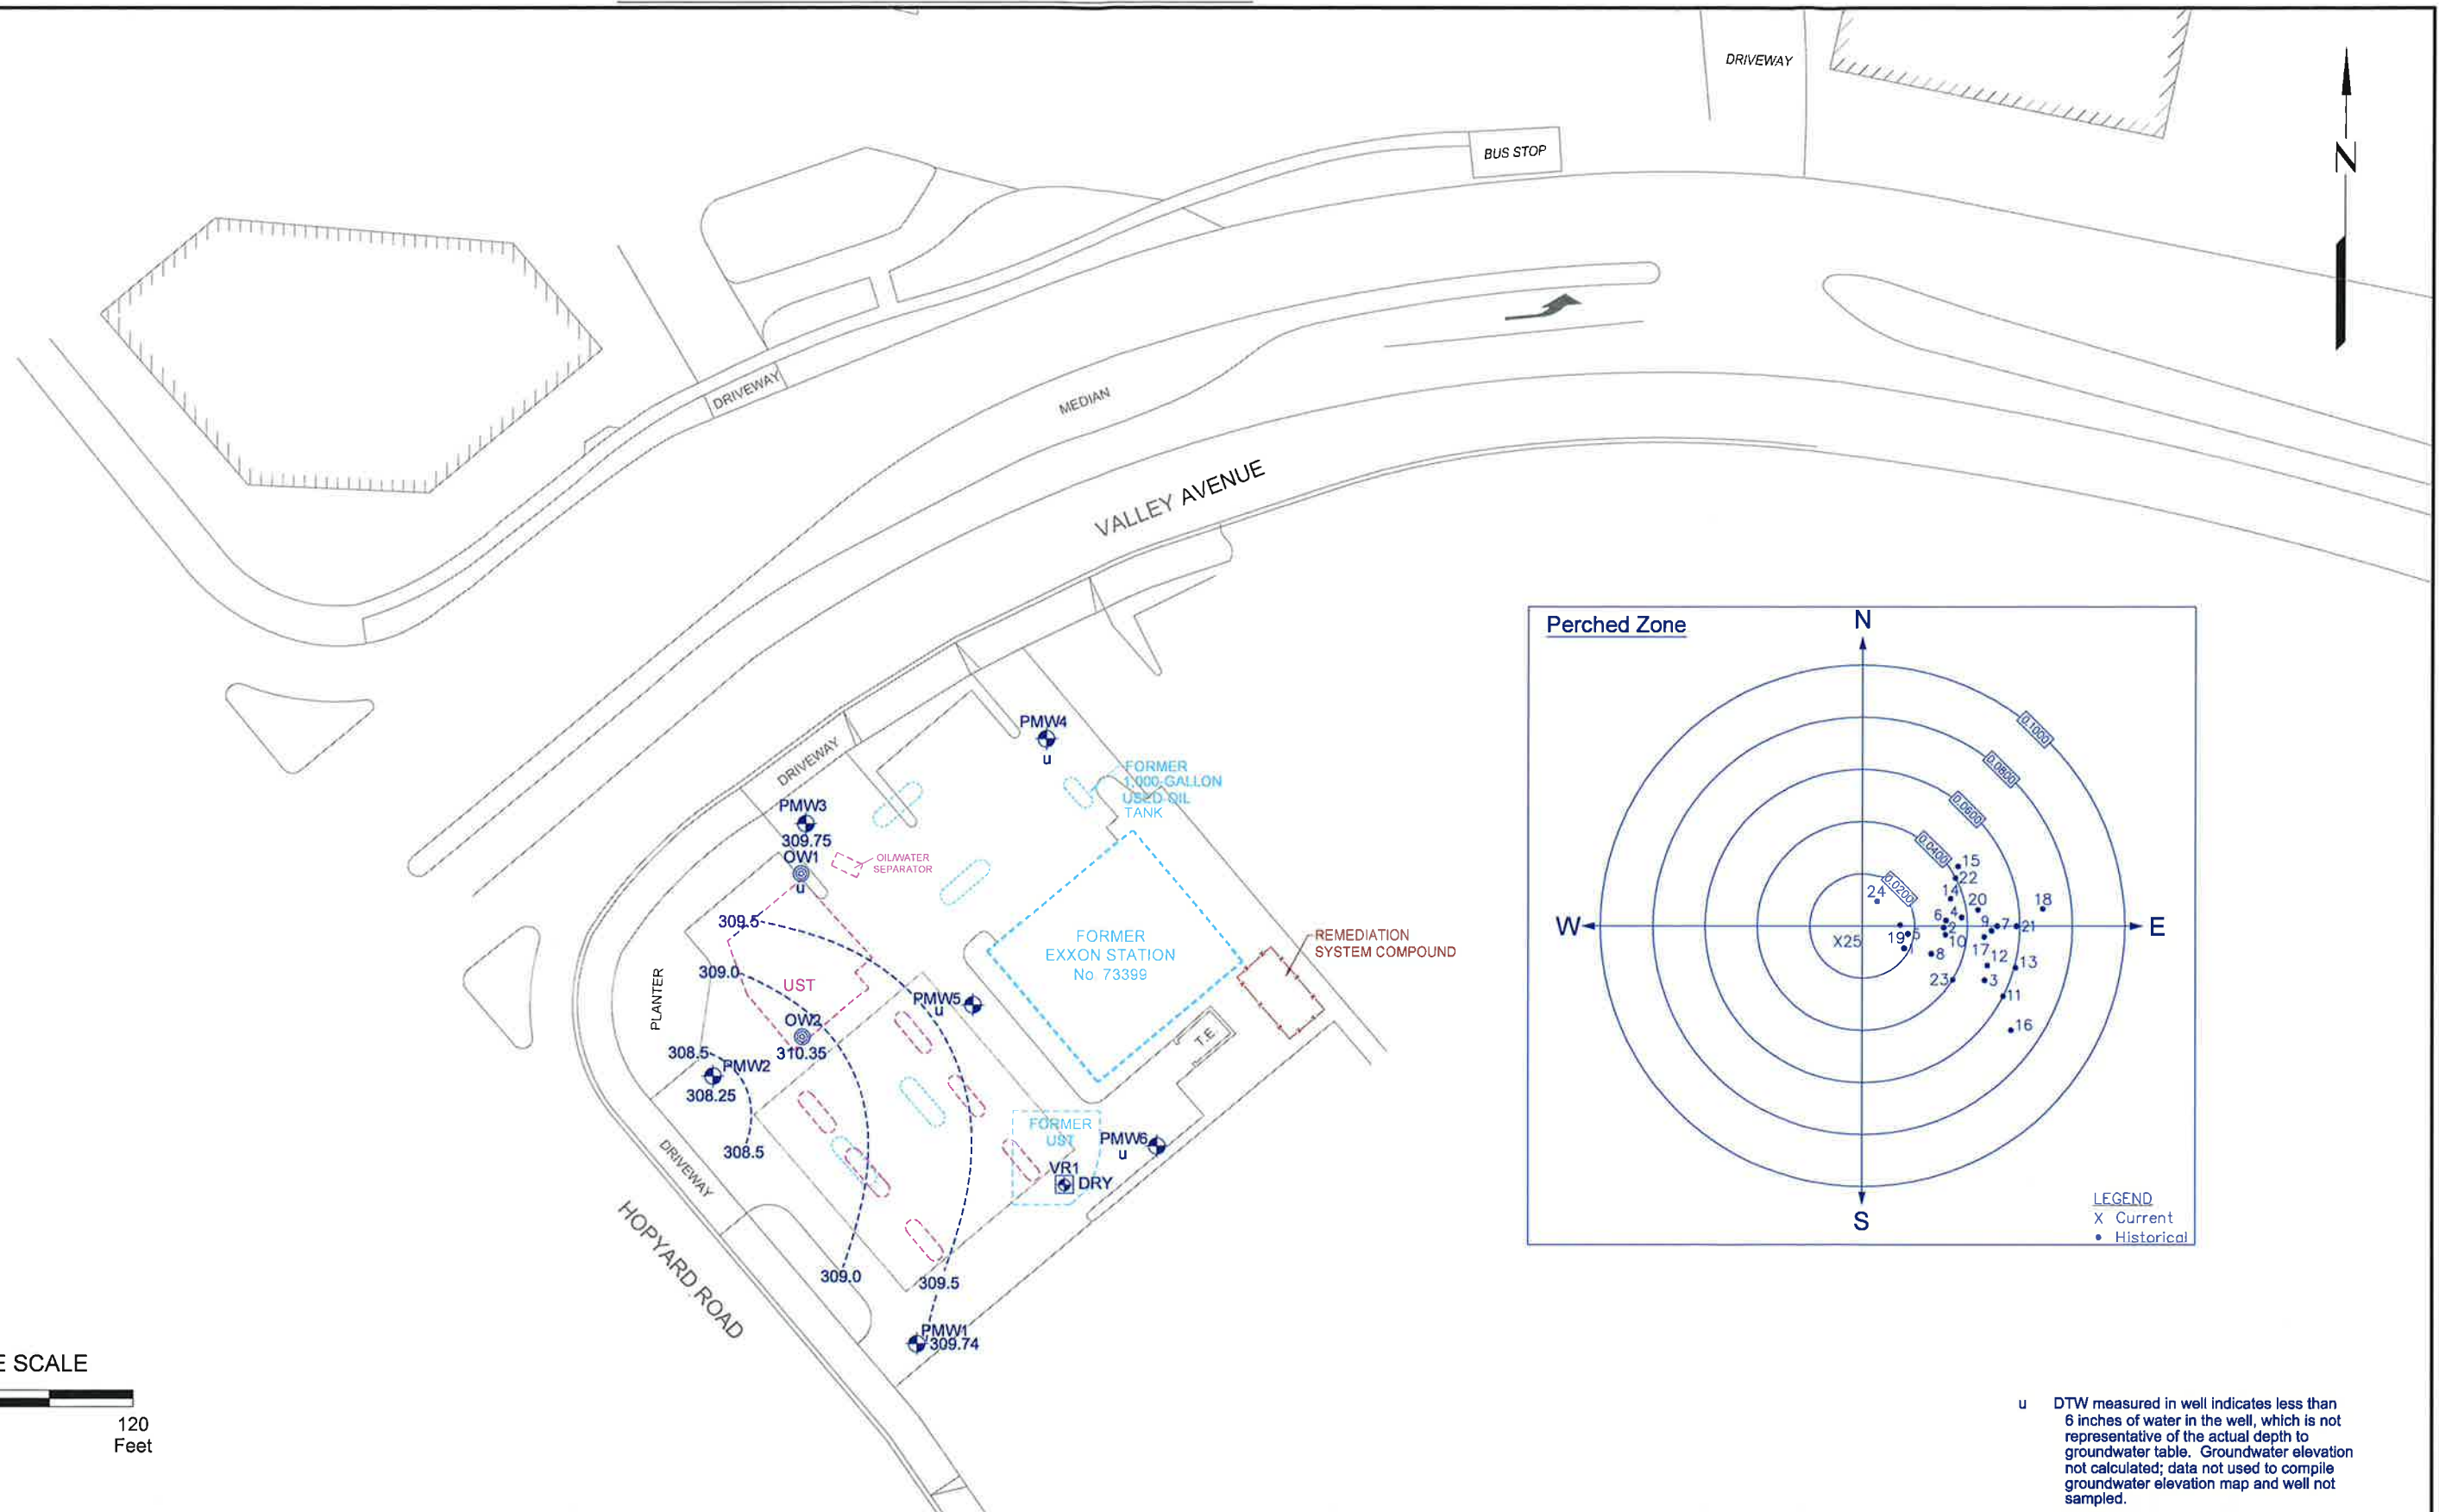 DRIVEWAY
N
BUS STOP
DRIVEWAY
MEDIAN
VALLEY AVENUE
PMW4
u
FORMER
1,000-GALLON
USED OIL
TANK
DRIVEWAY
PMW3
309.75
OW1
u
OIL/WATER
SEPARATOR
309.5
309.0
UST
PLANTER
PMW5
u
FORMER
EXXON STATION
No. 73399
REMEDIATION
SYSTEM COMPOUND
OW2
310.35
T.E.
308.5
PMW2
308.25
308.5
FORMER
UST
PMW6
u
VR1
DRY
DRIVEWAY
HOPYARD ROAD
309.0
309.5
PMW1
309.74
E SCALE
120
Feet
Perched Zone
N
0.1000
0.0800
0.0600
0.0400
0.0200
15
22
24
14
20
18
6
4
9
7
21
2
W
E
X25
19
5
1
10
17
8
12
13
23
3
11
16
S
LEGEND
X Current
• Historical
u DTW measured in well indicates less than
6 inches of water in the well, which is not
representative of the actual depth to
groundwater table. Groundwater elevation
not calculated; data not used to compile
groundwater elevation map and well not
sampled.